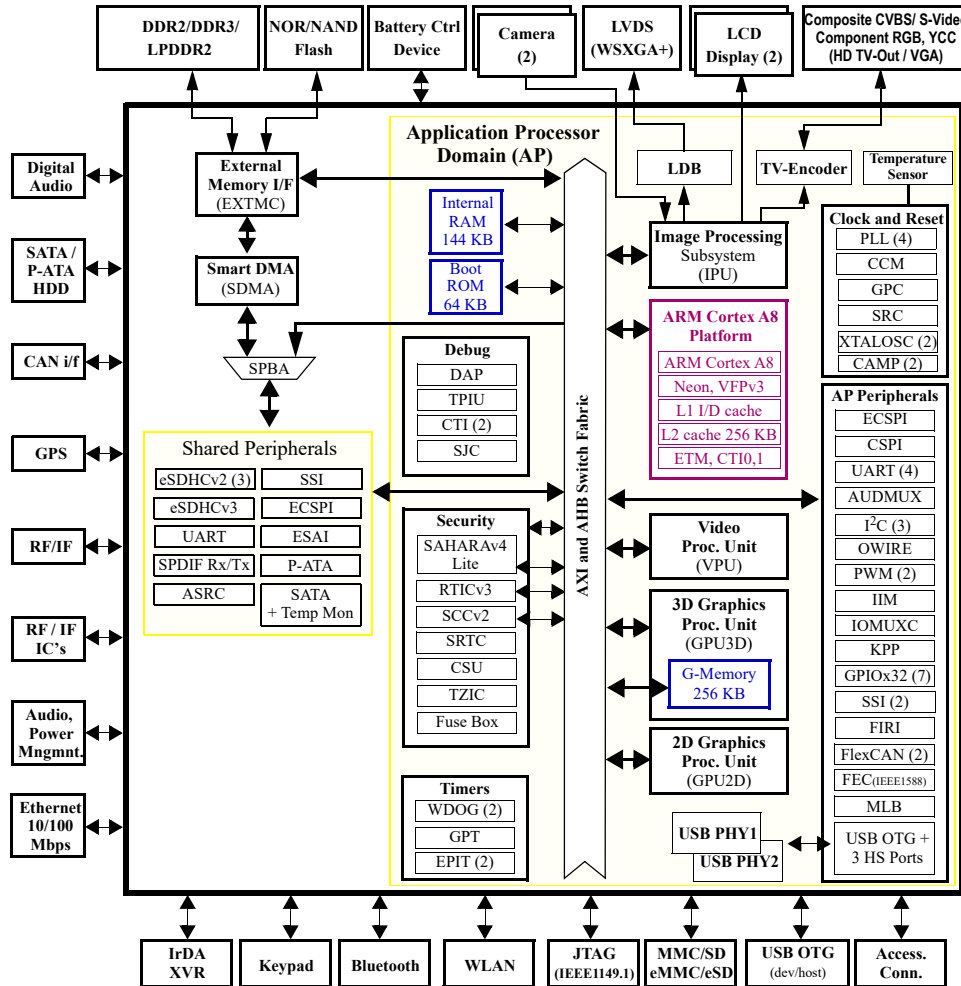 DDR2/DDR3/
LPDDR2
NOR/NAND
Flash
Battery Ctrl
Device
Camera
(2)
LVDS
(WSXGA+)
LCD
Display (2)
Composite CVBS/ S-Video
Component RGB, YCC
(HD TV-Out / VGA)
Digital
Audio
SATA /
P-ATA
HDD
CAN i/f
GPS
RF/IF
RF / IF
IC's
Audio,
Power
Mngmnt.
Ethernet
10/100
Mbps
External
Memory I/F
(EXTMC)
Smart DMA
(SDMA)
SPBA
Shared Peripherals
eSDHCv2 (3)
SSI
eSDHCv3
ECSPI
UART
ESAI
SPDIF Rx/Tx
P-ATA
ASRC
SATA
+ Temp Mon
Application Processor
Domain (AP)
Internal
RAM
144 KB
Boot
ROM
64 KB
Debug
DAP
TPIU
CTI (2)
SJC
Security
SAHARAv4
Lite
RTICv3
SCCv2
SRTC
CSU
TZIC
Fuse Box
Timers
WDOG (2)
GPT
EPIT (2)
AXI and AHB Switch Fabric
LDB
TV-Encoder
Image Processing
Subsystem
(IPU)
ARM Cortex A8
Platform
ARM Cortex A8
Neon, VFPv3
L1 I/D cache
L2 cache 256 KB
ETM, CTI0,1
Video
Proc. Unit
(VPU)
3D Graphics
Proc. Unit
(GPU3D)
G-Memory
256 KB
2D Graphics
Proc. Unit
(GPU2D)
USB PHY1
USB PHY2
Temperature
Sensor
Clock and Reset
PLL (4)
CCM
GPC
SRC
XTALOSC (2)
CAMP (2)
AP Peripherals
ECSPI
CSPI
UART (4)
AUDMUX
I²C (3)
OWIRE
PWM (2)
IIM
IOMUXC
KPP
GPIOx32 (7)
SSI (2)
FIRI
FlexCAN (2)
FEC(IEEE1588)
MLB
USB OTG +
3 HS Ports
IrDA
XVR
Keypad
Bluetooth
WLAN
JTAG
(IEEE1149.1)
MMC/SD
eMMC/eSD
USB OTG
(dev/host)
Access.
Conn.